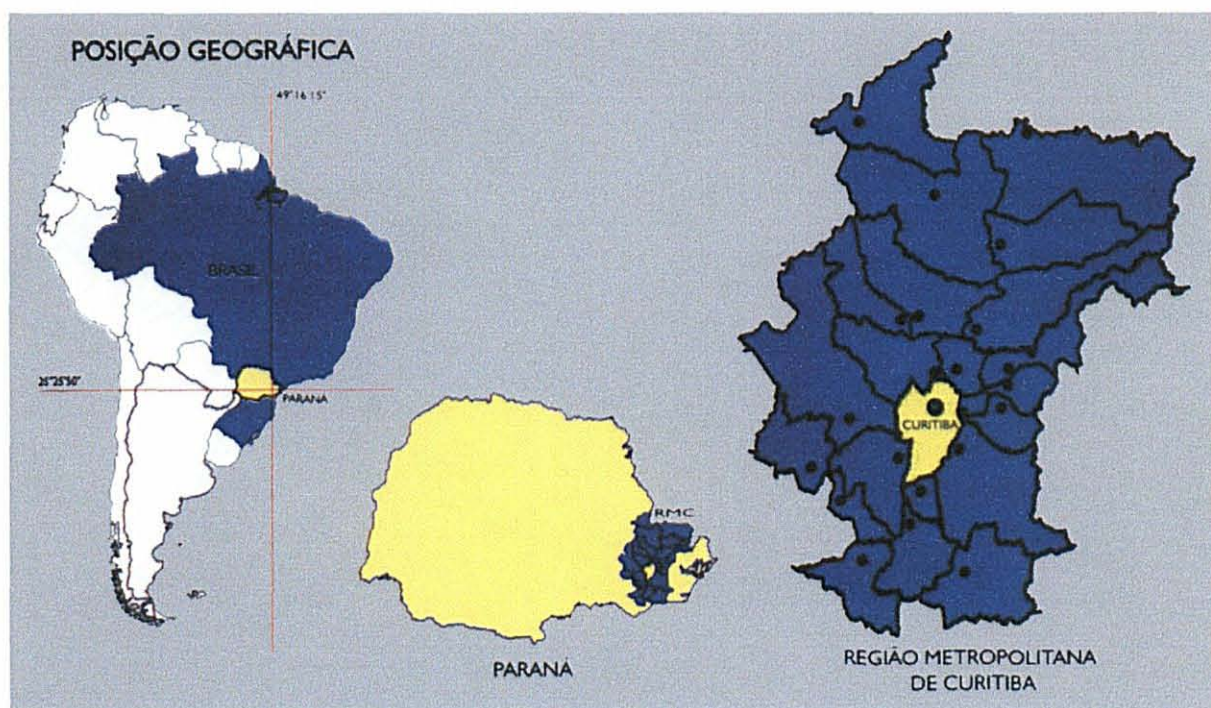 POSIÇÃO GEOGRÁFICA
49°16'15"
BRASIL
25°25'50"
PARANÁ
CURITIBA
RMC
PARANÁ
REGIÃO METROPOLITANA
DE CURITIBA